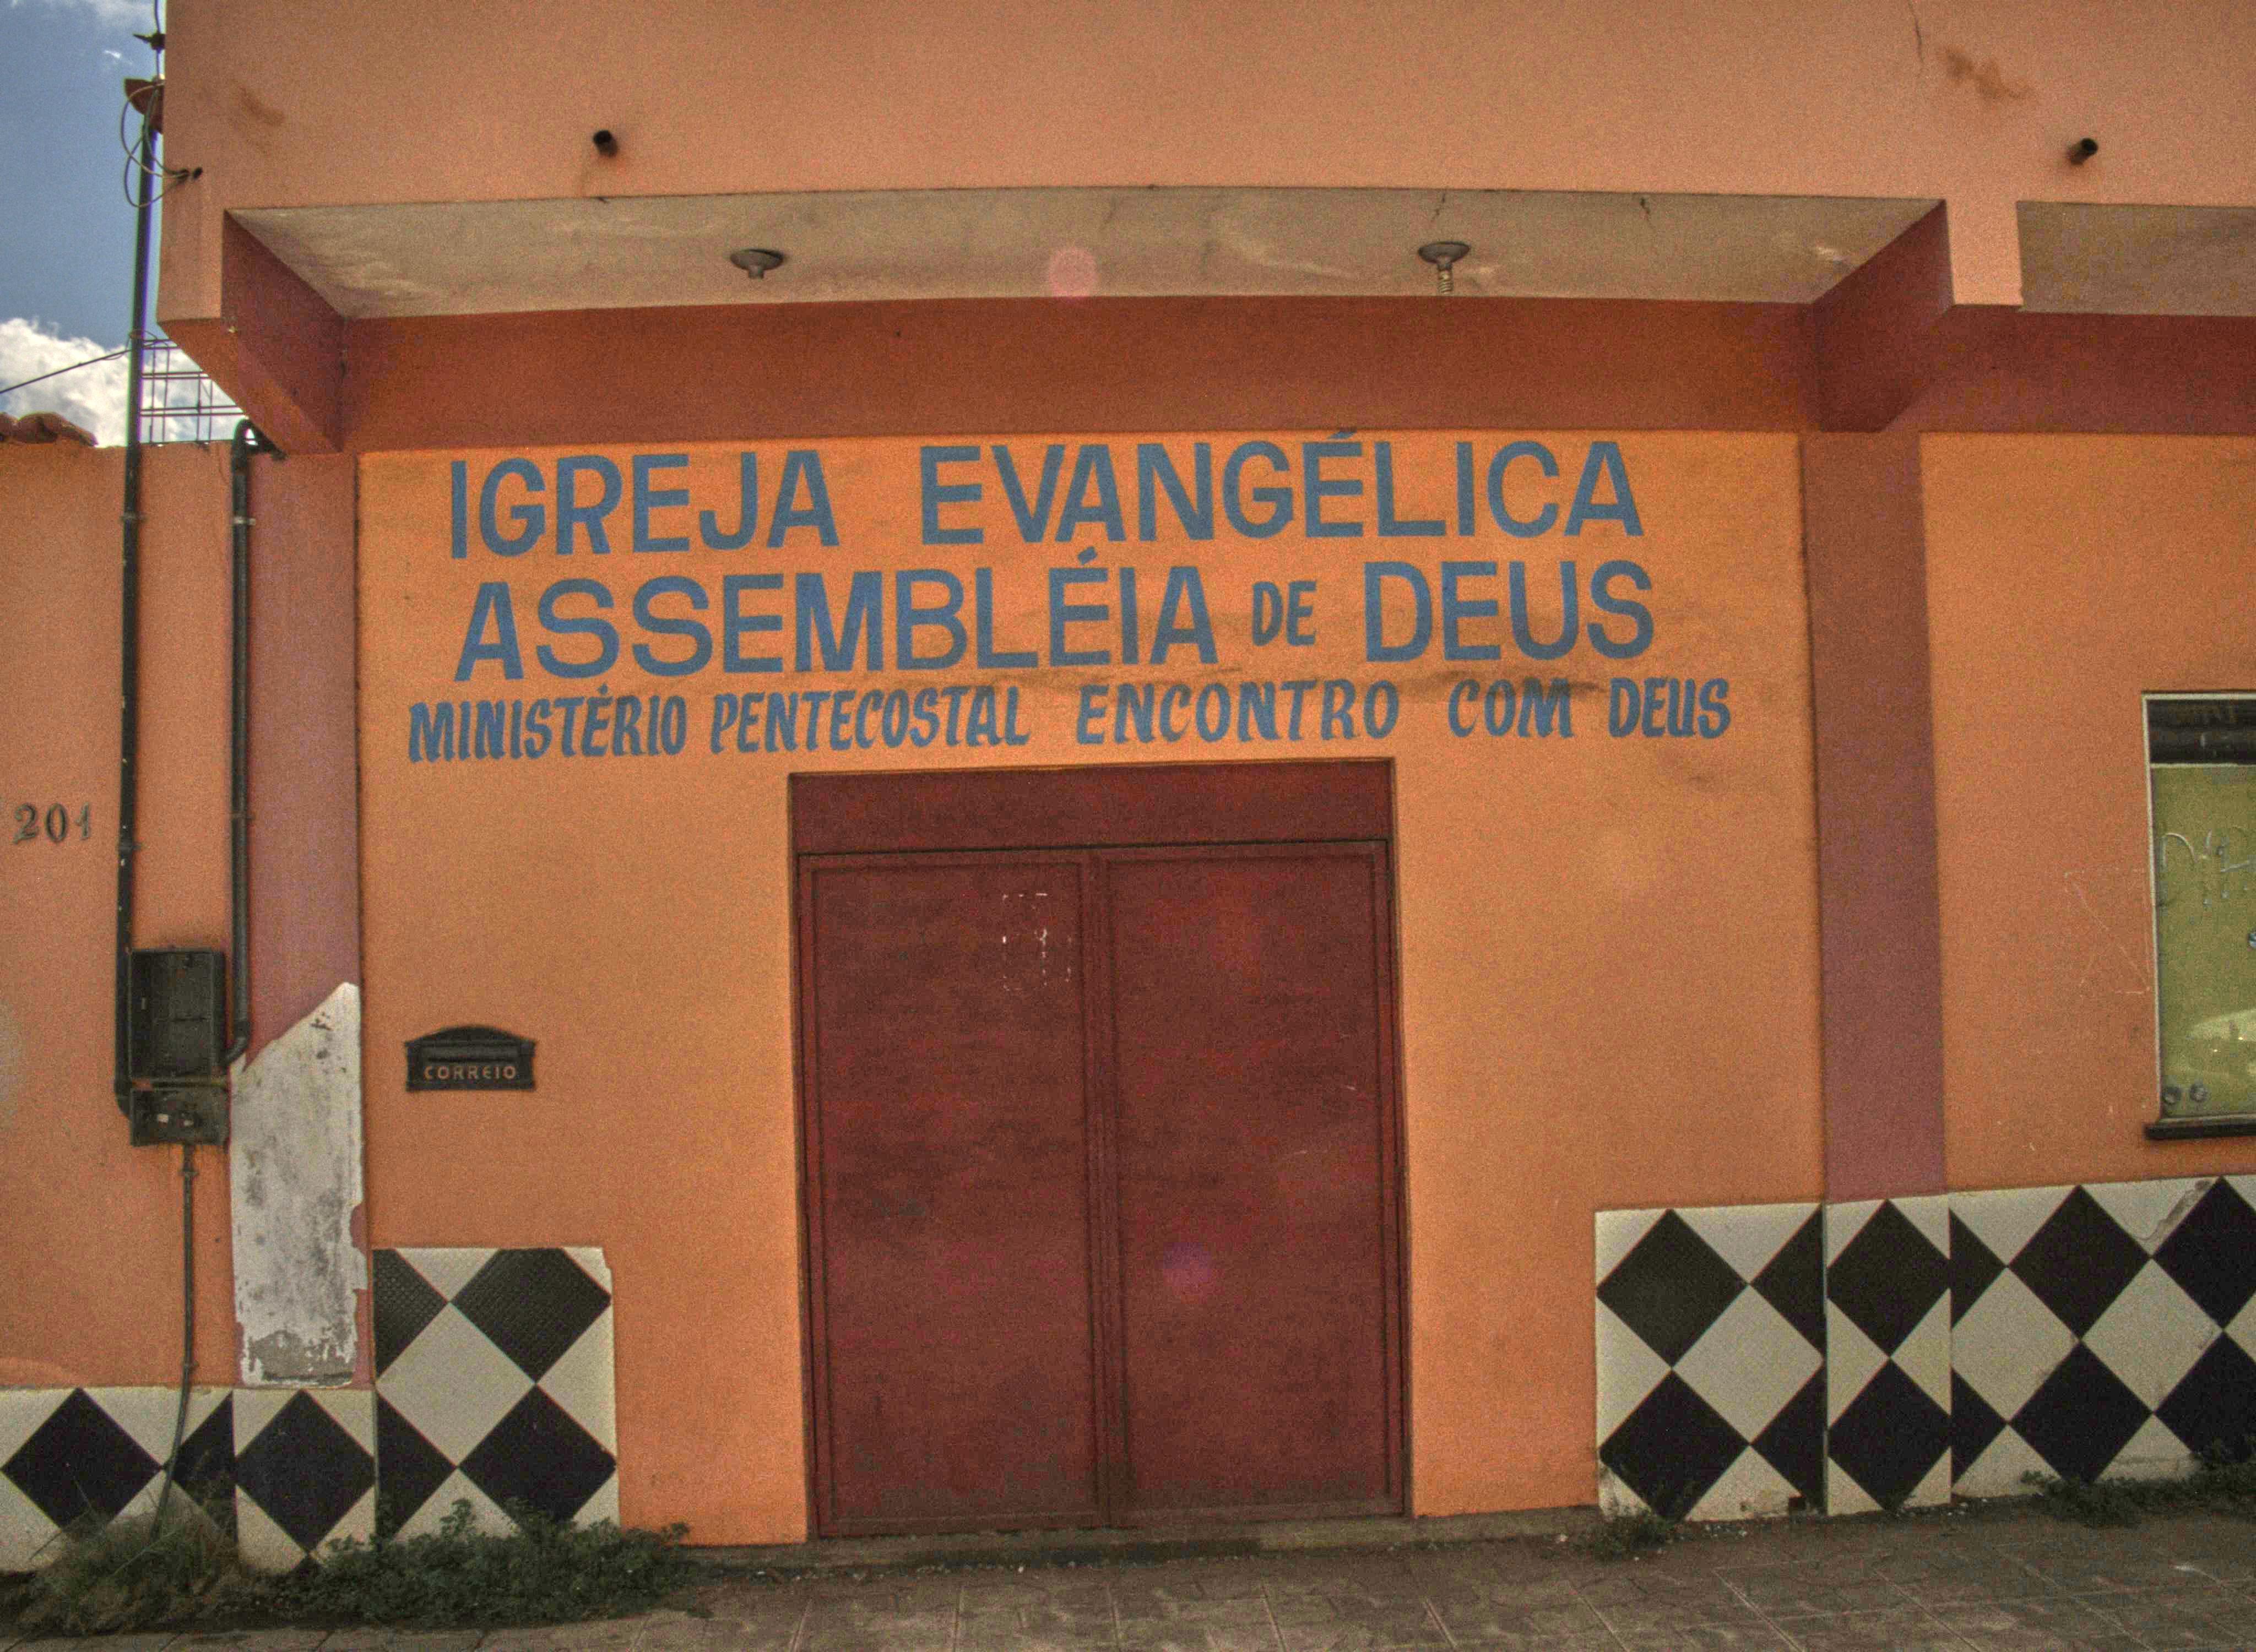 IGREJA EVANGÉLICA
ASSEMBLÉIA DE DEUS
MINISTÉRIO PENTECOSTAL ENCONTRO COM DEUS
201
CORREIO